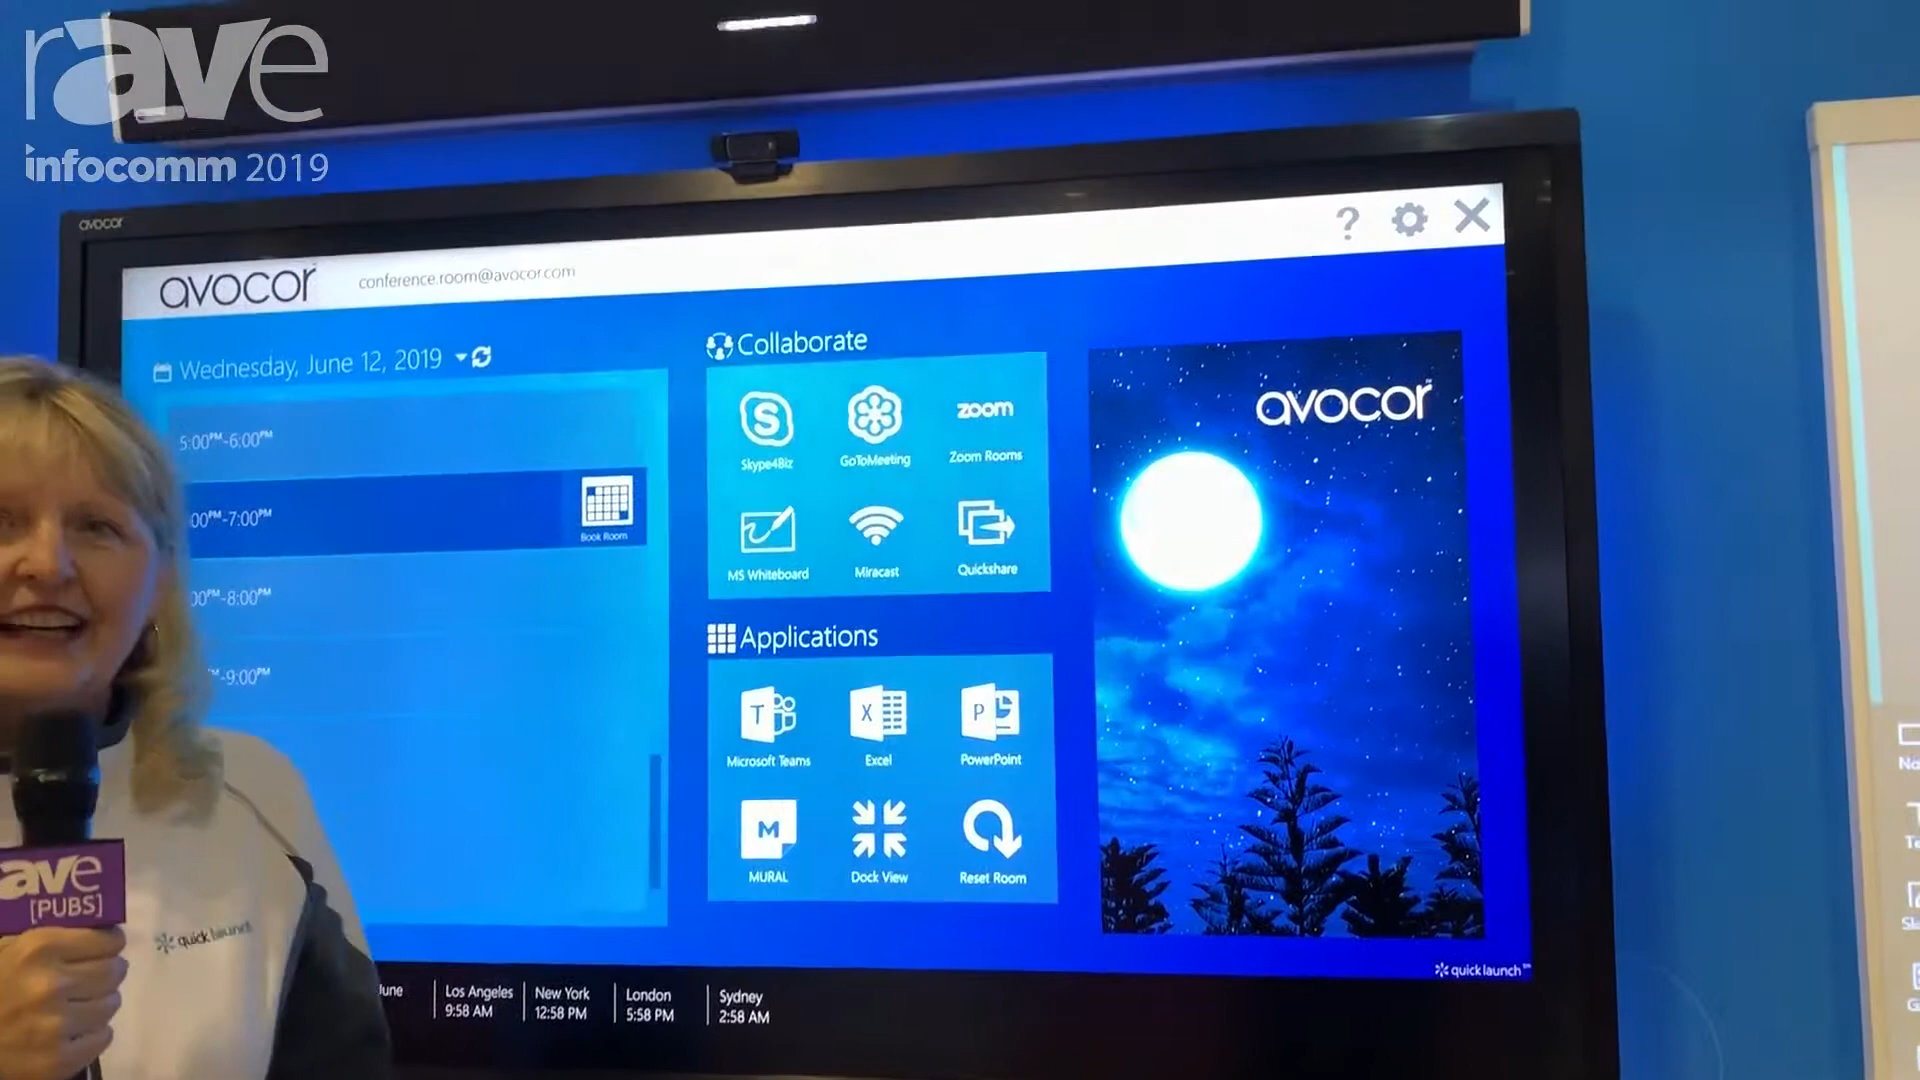 rAVe
infocomm 2019
avocor
avocor
conference.room@avocor.com
Wednesday, June 12, 2019
5:00PM-6:00PM
00PM-7:00PM
Book Room
00PM-8:00PM
-9:00PM
Collaborate
Skype4Biz
GoToMeeting
zoom
Zoom Rooms
MS Whiteboard
Miracast
Quickshare
Applications
Microsoft Teams
Excel
PowerPoint
M
MURAL
Dock View
Reset Room
avocor
quick launch™
June
Los Angeles
9:58 AM
New York
12:58 PM
London
5:58 PM
Sydney
2:58 AM
rAVe
[PUBS]
quick launch